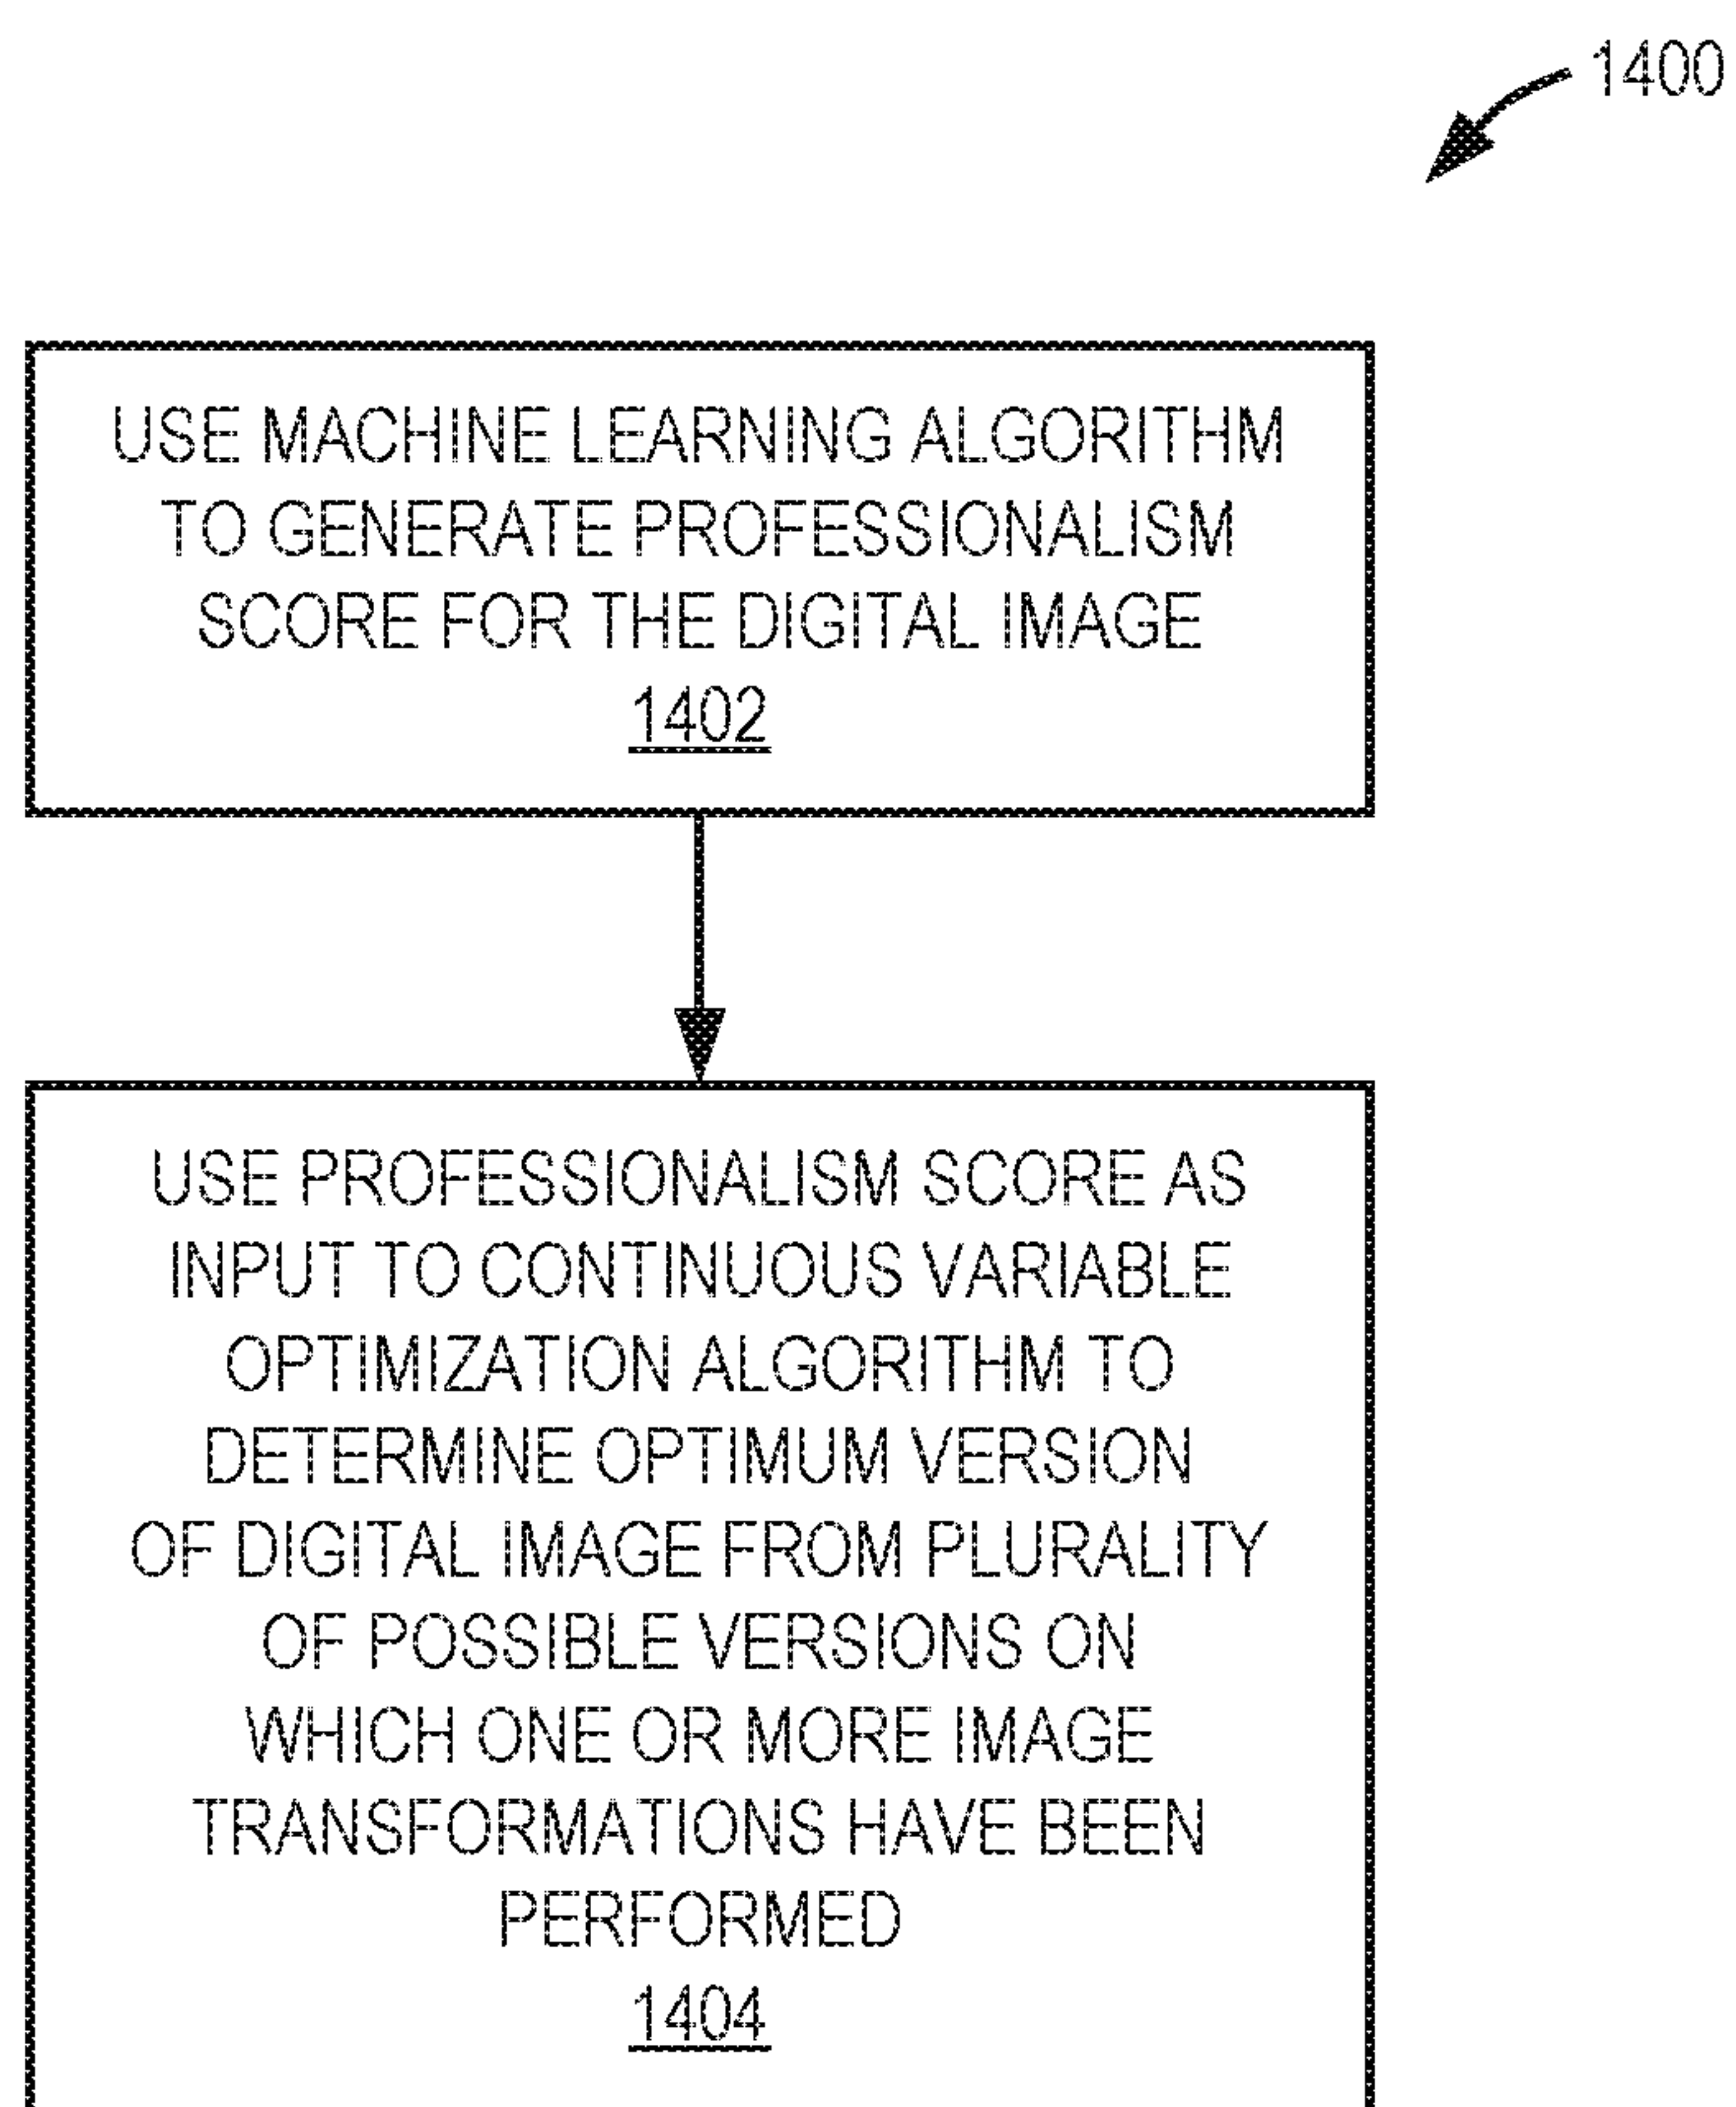 1400
USE MACHINE LEARNING ALGORITHM
TO GENERATE PROFESSIONALISM
SCORE FOR THE DIGITAL IMAGE
1402
USE PROFESSIONALISM SCORE AS
INPUT TO CONTINUOUS VARIABLE
OPTIMIZATION ALGORITHM TO
DETERMINE OPTIMUM VERSION
OF DIGITAL IMAGE FROM PLURALITY
OF POSSIBLE VERSIONS ON
WHICH ONE OR MORE IMAGE
TRANSFORMATIONS HAVE BEEN
PERFORMED
1404